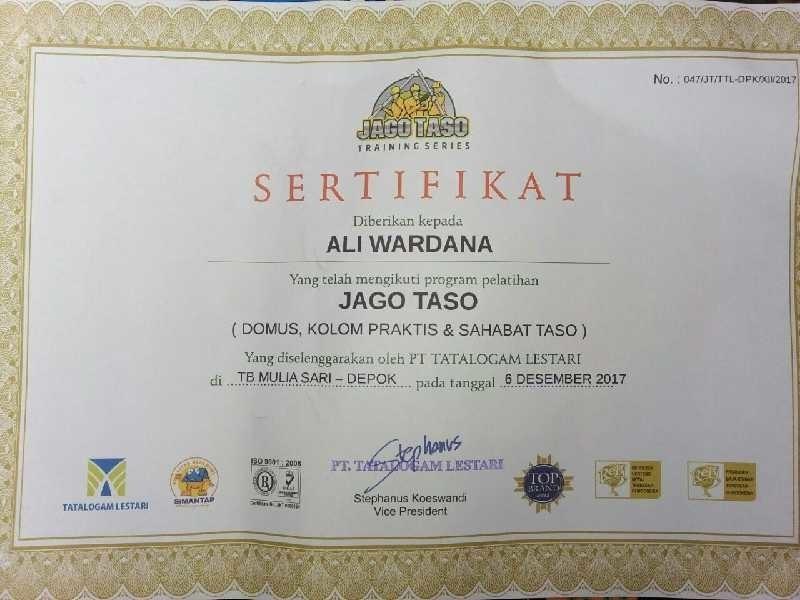 No. : 047/JT/TTL-DPK/XII/2017
JAGO TASO
TRAINING SERIES
SERTIFIKAT
Diberikan kepada
ALI WARDANA
Yang telah mengikuti program pelatihan
JAGO TASO
( DOMUS, KOLOM PRAKTIS & SAHABAT TASO )
Yang diselenggarakan oleh PT TATALOGAM LESTARI
di TB MULIA SARI – DEPOK pada tanggal 6 DESEMBER 2017
Stephanus
PT. TATALOGAM LESTARI
Stephanus Koeswandi
Vice President
TATALOGAM LESTARI
SIMANTAP
ISO 9001 : 2008
TOP
BRAND